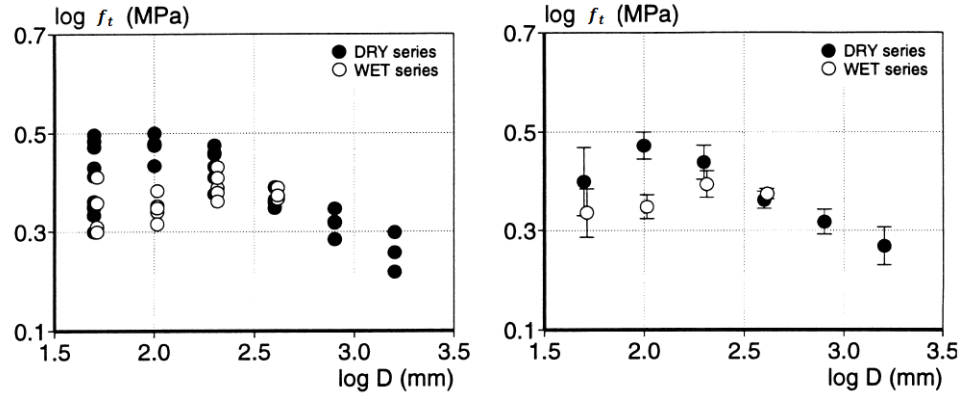 log f_t (MPa)
0.7
DRY series
WET series
0.5
0.3
0.1
1.5 2.0 2.5 3.0 3.5
log D (mm)
log f_t (MPa)
0.7
DRY series
WET series
0.5
0.3
0.1
1.5 2.0 2.5 3.0 3.5
log D (mm)